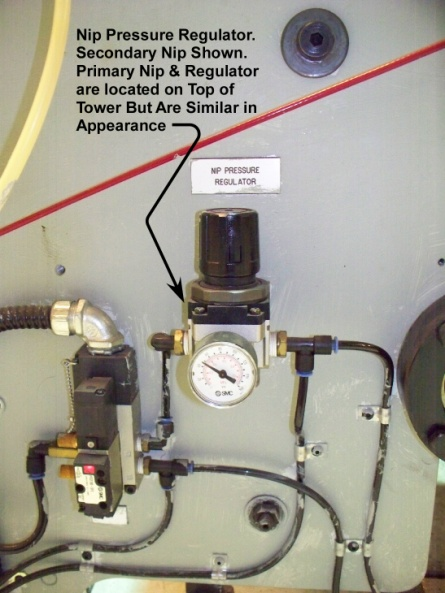 Nip Pressure Regulator.
Secondary Nip Shown.
Primary Nip & Regulator
are located on Top of
Tower But Are Similar in
Appearance
NIP PRESSURE
REGULATOR
SMC